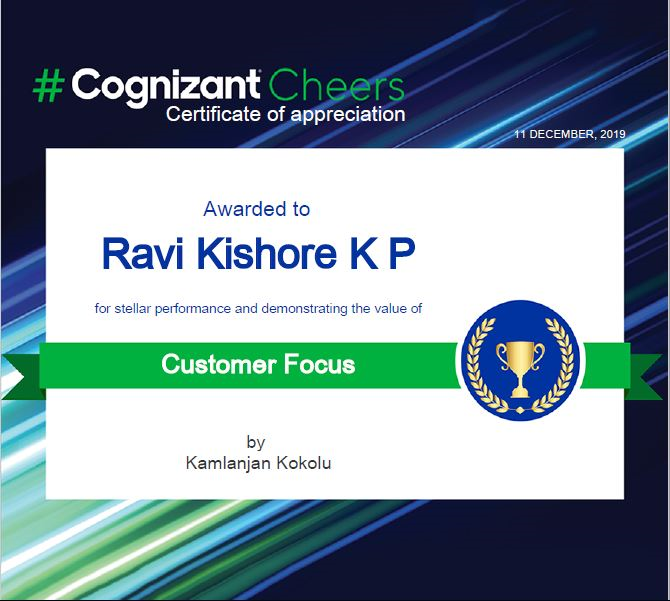 # Cognizant Cheers
Certificate of appreciation
11 DECEMBER, 2019
Awarded to
Ravi Kishore K P
for stellar performance and demonstrating the value of
Customer Focus
by
Kamlanjan Kokolu